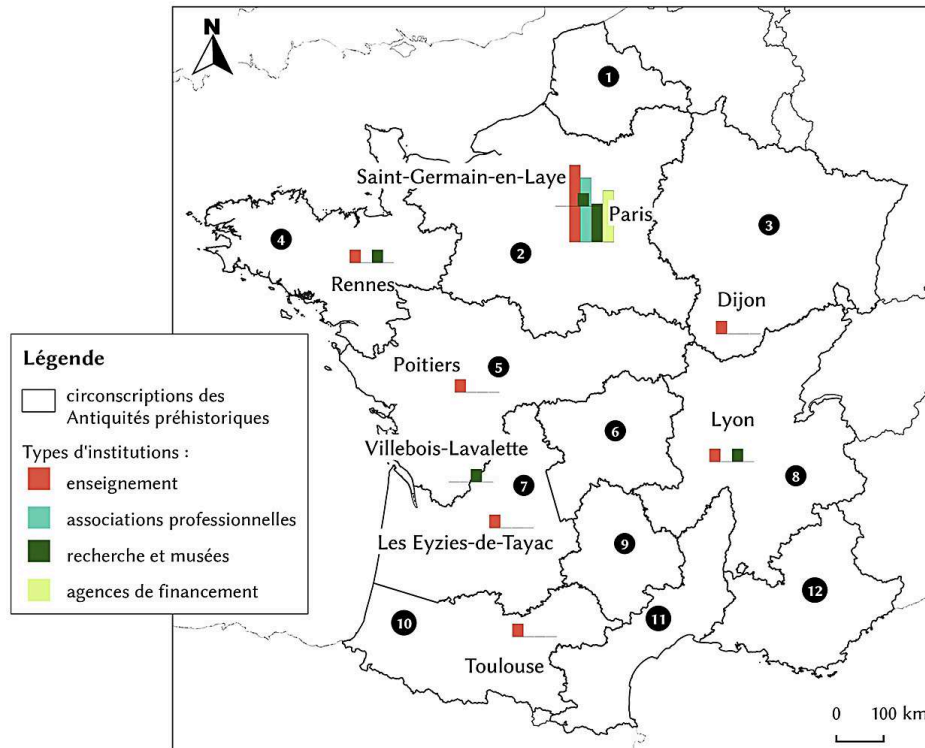 N
1
Saint-Germain-en-Laye
Paris
3
4
2
Rennes
Dijon
Légende
circonscriptions des
Antiquités préhistoriques
Types d'institutions :
enseignement
associations professionnelles
recherche et musées
agences de financement
Poitiers
5
6
Lyon
Villebois-Lavalette
7
8
Les Eyzies-de-Tayac
9
12
10
11
Toulouse
0 100 km